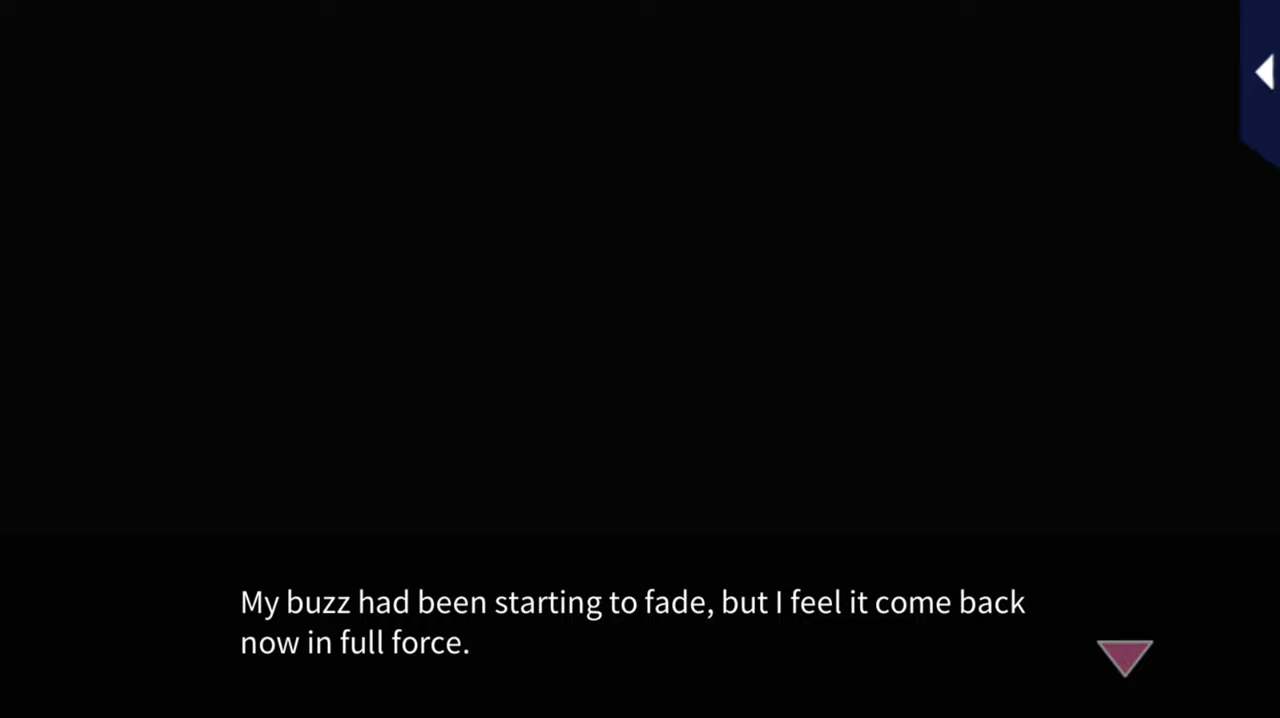 My buzz had been starting to fade, but I feel it come back
now in full force.